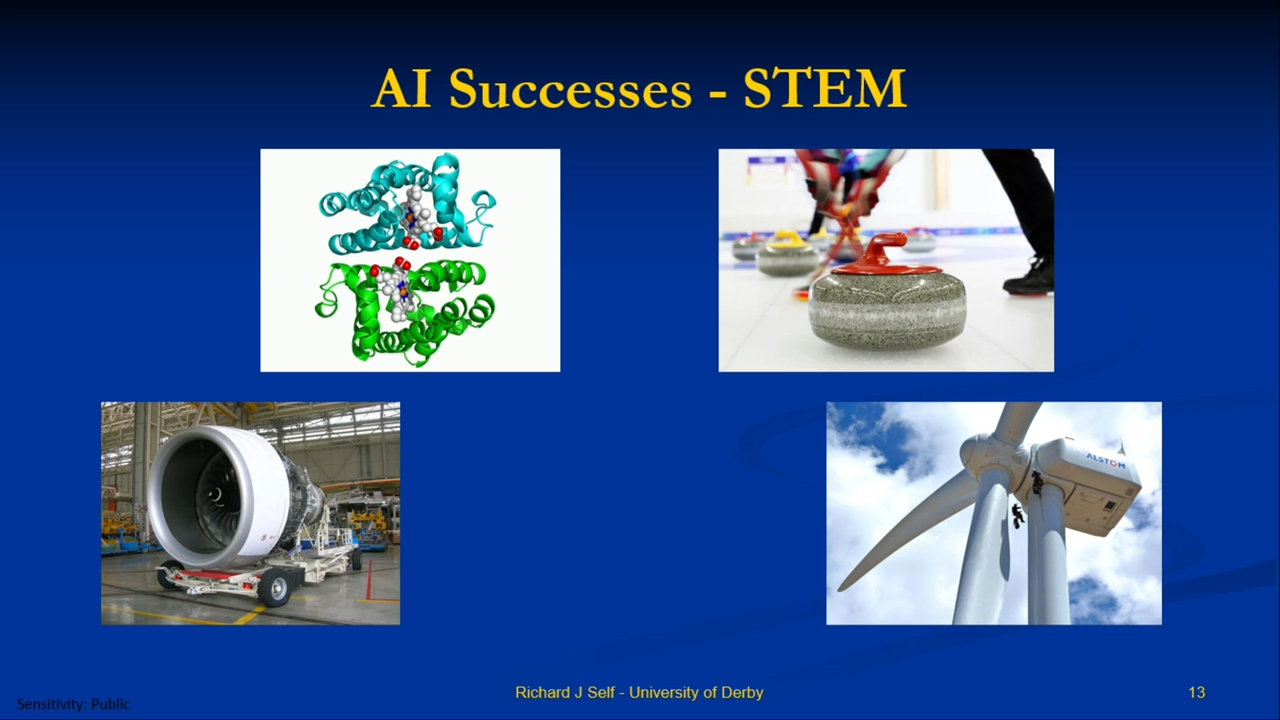 AI Successes - STEM
ALSTOM
Richard J Self - University of Derby
13
Sensitivity: Public